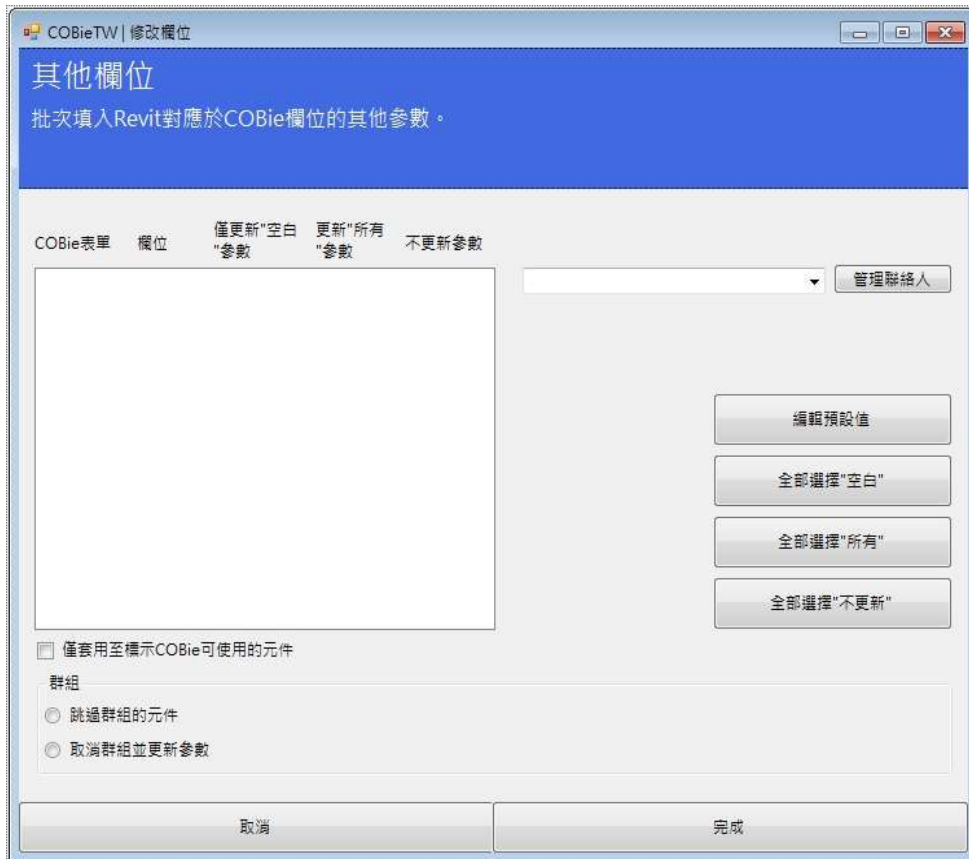 COBieTW | 修改欄位
其他欄位
批次填入Revit對應於COBie欄位的其他參數。
COBie表單 欄位 僅更新"空白 更新"所有 不更新參數
"參數 "參數
管理聯絡人
編輯預設值
全部選擇"空白"
全部選擇"所有"
全部選擇"不更新"
僅套用至標示COBie可使用的元件
群組
跳過群組的元件
取消群組並更新參數
取消 完成